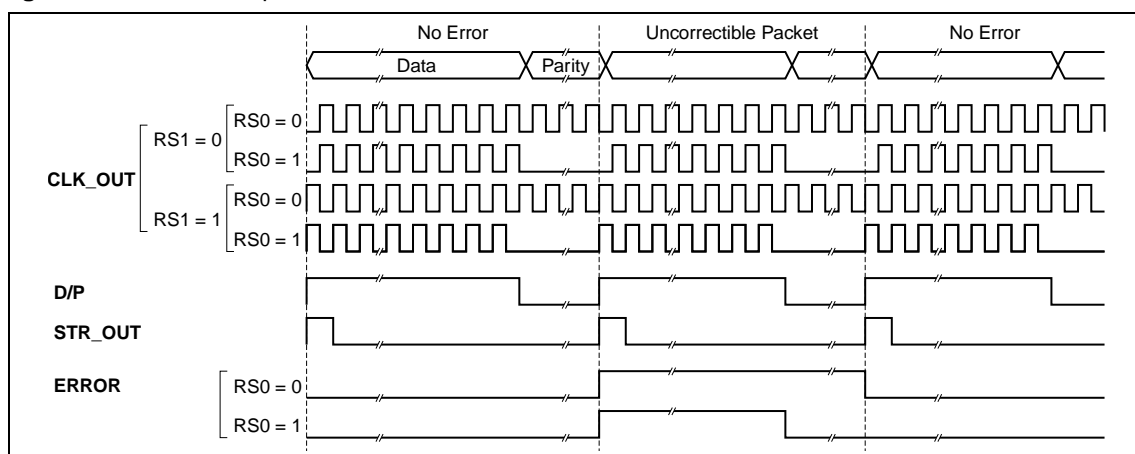 No Error Uncorrectible Packet No Error
Data Parity
RS0 = 0
RS1 = 0
RS0 = 1
CLK_OUT
RS0 = 0
RS1 = 1
RS0 = 1
D/P
STR_OUT
ERROR RS0 = 0
RS0 = 1